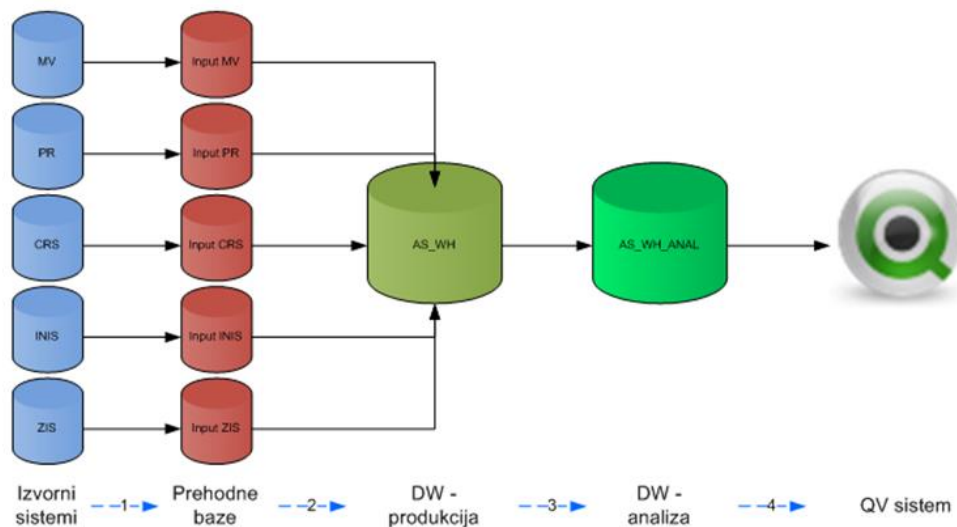 MV
Input MV
PR
Input PR
CRS
Input CRS
AS_WH
AS_WH_ANAL
INIS
Input INIS
ZIS
Input ZIS
Izvorni
sistemi
1
Prehodne
baze
2
DW -
produkcija
3
DW -
analiza
4
QV sistem